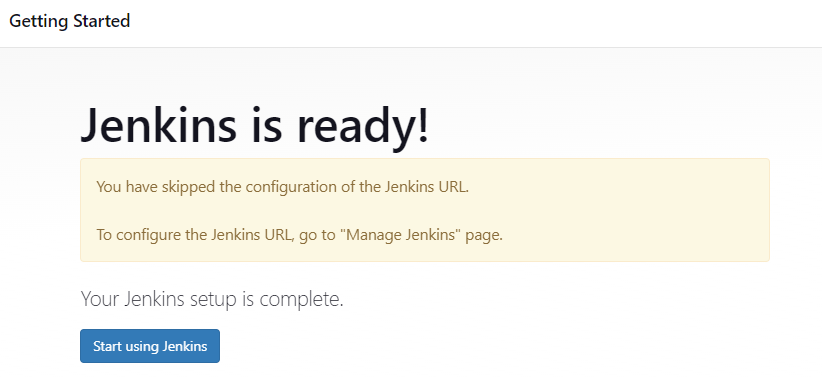 Getting Started
Jenkins is ready!
You have skipped the configuration of the Jenkins URL.
To configure the Jenkins URL, go to "Manage Jenkins" page.
Your Jenkins setup is complete.
Start using Jenkins